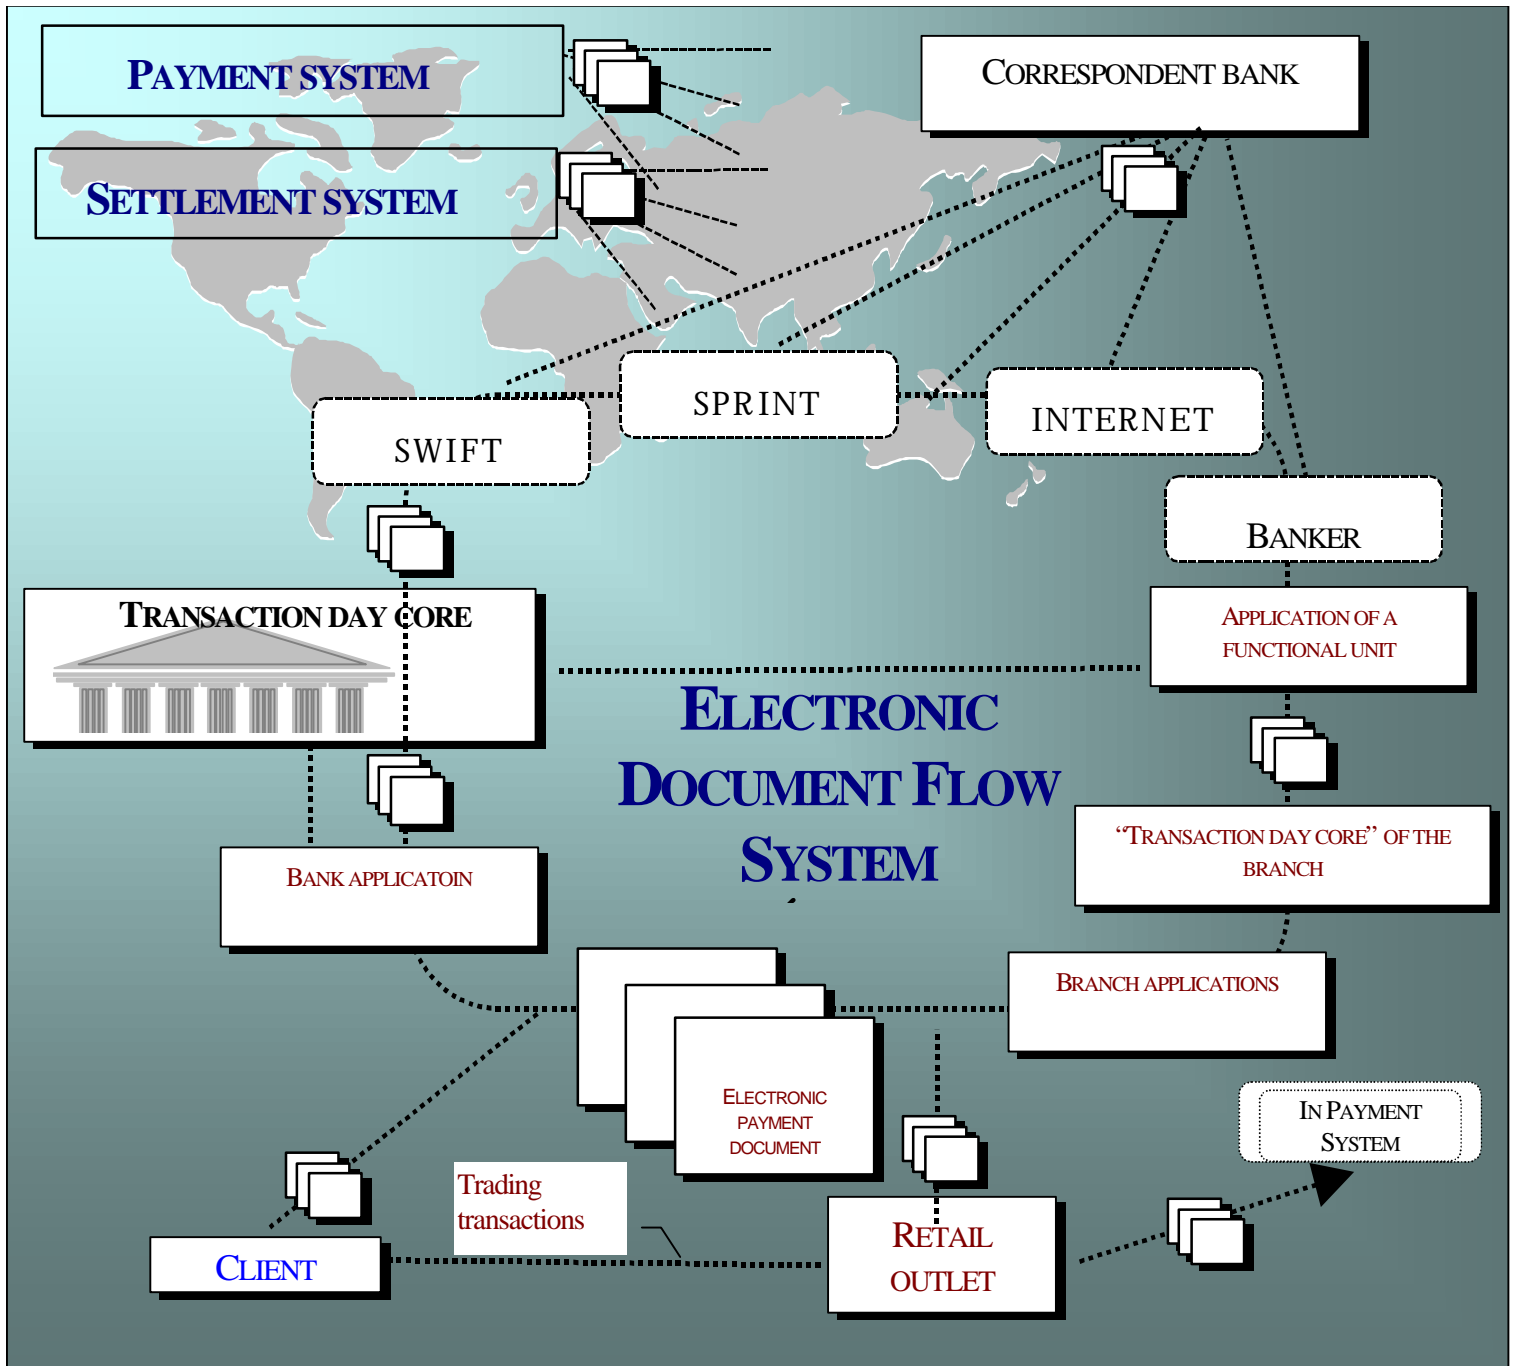 PAYMENT SYSTEM
CORRESPONDENT BANK
SETTLEMENT SYSTEM
SPRINT
INTERNET
SWIFT
BANKER
TRANSACTION DAY CORE
APPLICATION OF A
FUNCTIONAL UNIT
ELECTRONIC
DOCUMENT FLOW
SYSTEM
“TRANSACTION DAY CORE” OF THE
BRANCH
BANK APPLICATOIN
BRANCH APPLICATIONS
ELECTRONIC
PAYMENT
DOCUMENT
IN PAYMENT
SYSTEM
Trading
transactions
CLIENT
RETAIL
OUTLET